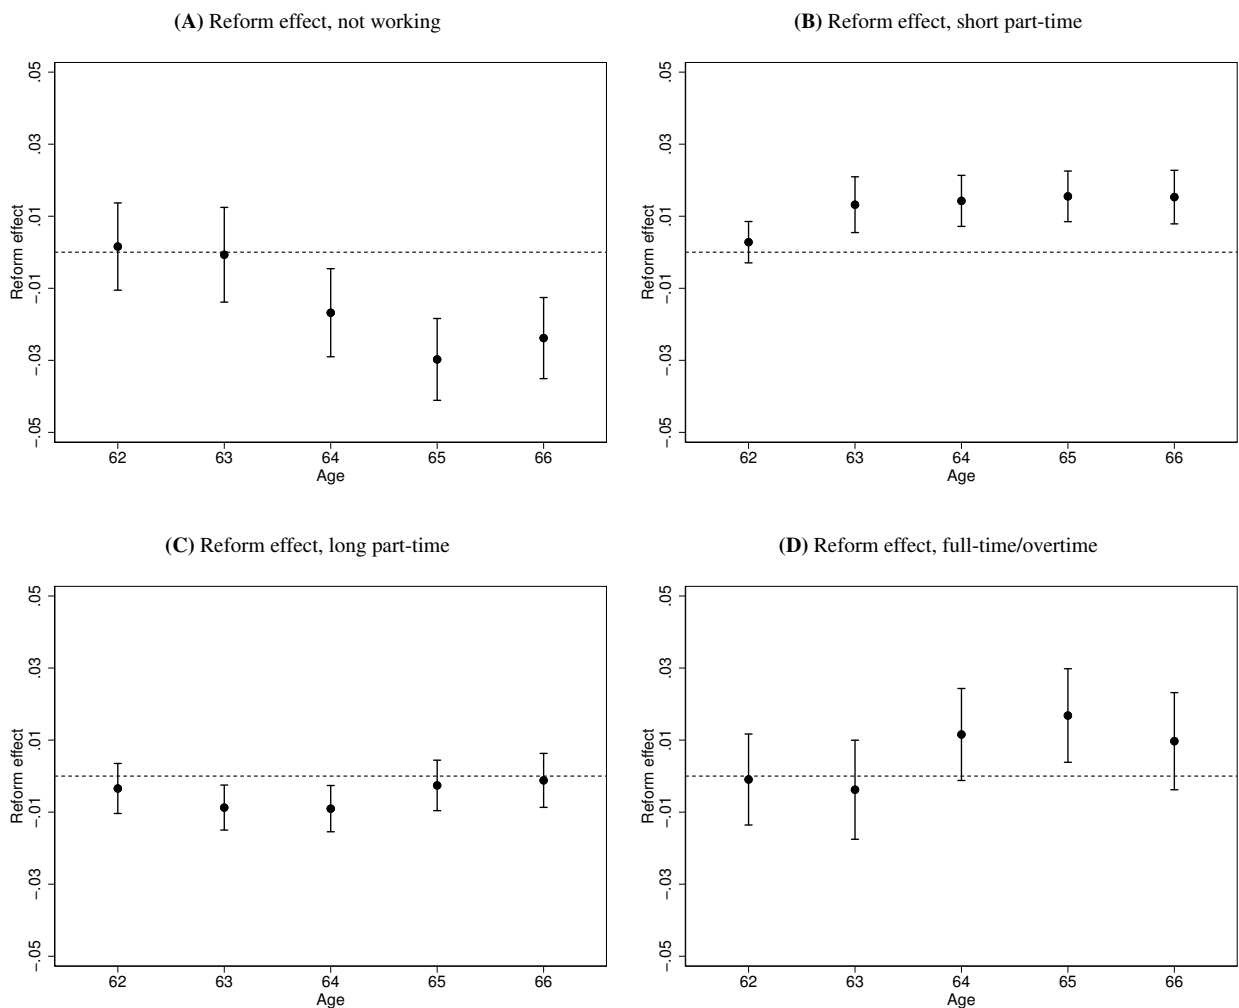 (A) Reform effect, not working
.05
.03
.01
-.01
-.03
-.05
Reform effect
62 63 64 65 66
Age
(B) Reform effect, short part-time
.05
.03
.01
-.01
-.03
-.05
Reform effect
62 63 64 65 66
Age
(C) Reform effect, long part-time
.05
.03
.01
-.01
-.03
-.05
Reform effect
62 63 64 65 66
Age
(D) Reform effect, full-time/overtime
.05
.03
.01
-.01
-.03
-.05
Reform effect
62 63 64 65 66
Age